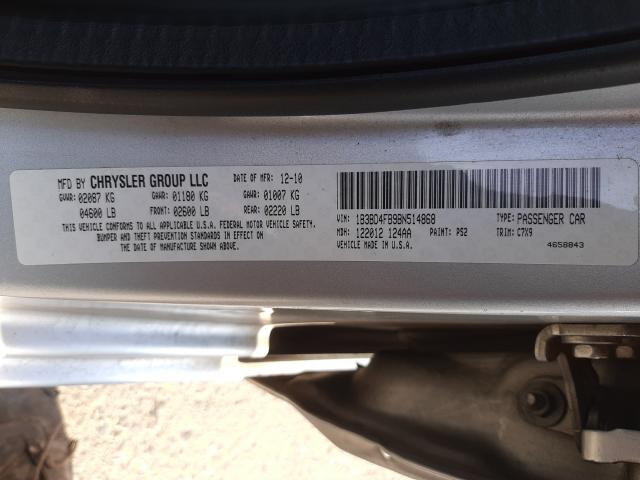 MFD BY CHRYSLER GROUP LLC DATE OF MFR 12-10
GVWR: 02087 KG GAWR: 01180 KG GAWR: 01007 KG
04600 LB FRONT: 02600 LB REAR: 02220 LB
THIS VEHICLE CONFORMS TO ALL APPLICABLE U.S.A. FEDERAL MOTOR VEHICLE SAFETY,
BUMPER AND THEFT PREVENTION STANDARDS IN EFFECT ON
THE DATE OF MANUFACTURE SHOWN ABOVE.
VIN: 1B3BD4FB9BN514868 TYPE: PASSENGER CAR
MDH: 122012 124AA PAINT: PS2 TRIM: C7X9
VEHICLE MADE IN U.S.A. 4658843